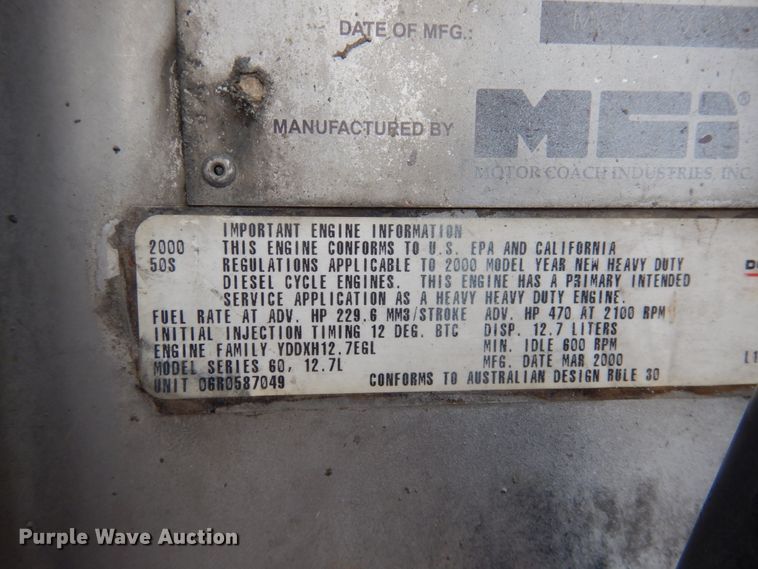 DATE OF MFG.:
MANUFACTURED BY MCI®
MOTOR COACH INDUSTRIES, INC.
IMPORTANT ENGINE INFORMATION
2000 THIS ENGINE CONFORMS TO U.S. EPA AND CALIFORNIA
50S REGULATIONS APPLICABLE TO 2000 MODEL YEAR NEW HEAVY DUTY
DIESEL CYCLE ENGINES. THIS ENGINE HAS A PRIMARY INTENDED
SERVICE APPLICATION AS A HEAVY HEAVY DUTY ENGINE.
FUEL RATE AT ADV. HP 229.6 MM3/STROKE ADV. HP 470 AT 2100 RPM
INITIAL INJECTION TIMING 12 DEG. BTC DISP. 12.7 LITERS
ENGINE FAMILY YDDXH12.7EGL MIN. IDLE 600 RPM
MODEL SERIES 60, 12.7L MFG. DATE MAR 2000
UNIT 06R0587049 CONFORMS TO AUSTRALIAN DESIGN RULE 30
Purple Wave Auction